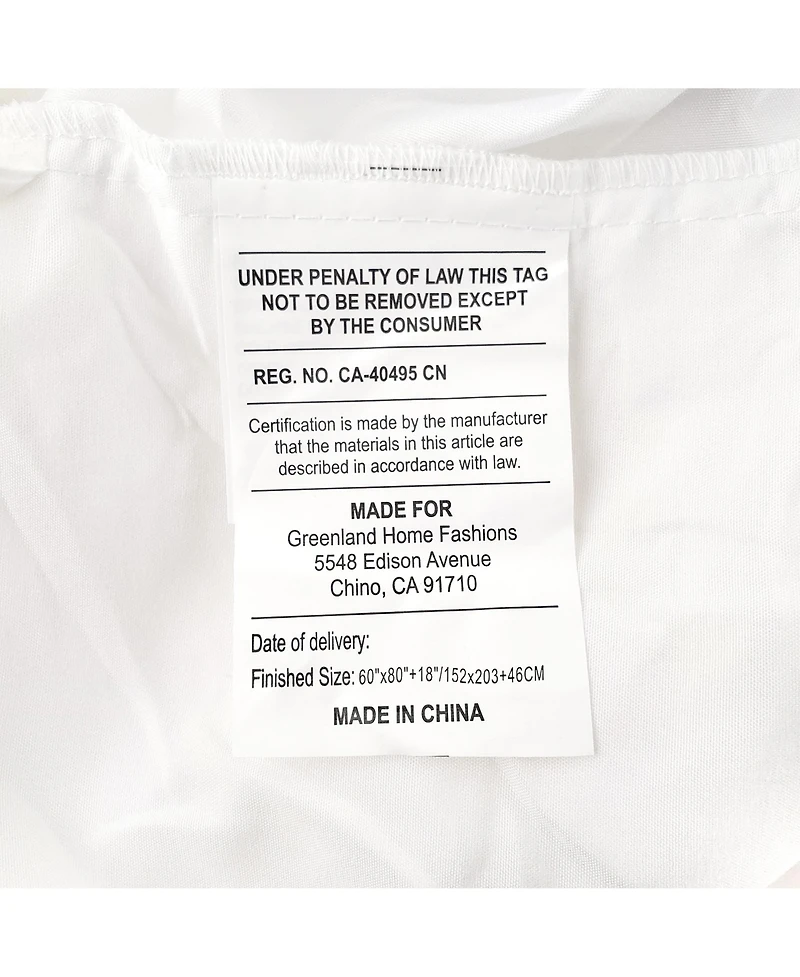 UNDER PENALTY OF LAW THIS TAG
NOT TO BE REMOVED EXCEPT
BY THE CONSUMER
REG. NO. CA-40495 CN
Certification is made by the manufacturer
that the materials in this article are
described in accordance with law.
MADE FOR
Greenland Home Fashions
5548 Edison Avenue
Chino, CA 91710
Date of delivery:
Finished Size: 60"x80"+18"/152x203+46CM
MADE IN CHINA